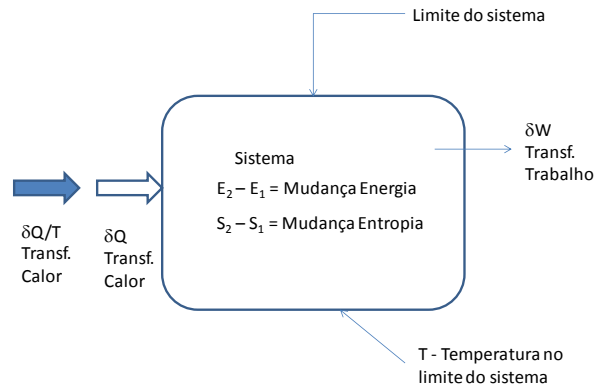 Limite do sistema
δW
Transf.
Trabalho
Sistema
E2 – E1 = Mudança Energia
S2 – S1 = Mudança Entropia
δQ/T
Transf.
Calor
δQ
Transf.
Calor
T - Temperatura no
limite do sistema